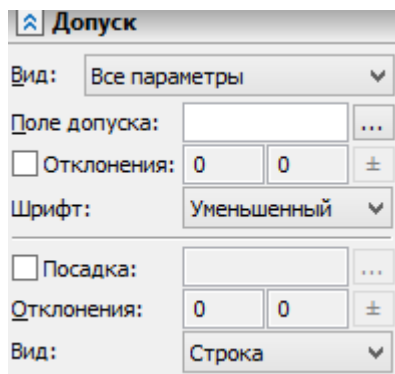 Допуск
Вид: Все параметры
Поле допуска: ...
Отклонения: 0 0 ±
Шрифт: Уменьшенный
Посадка: ...
Отклонения: 0 0 ±
Вид: Строка